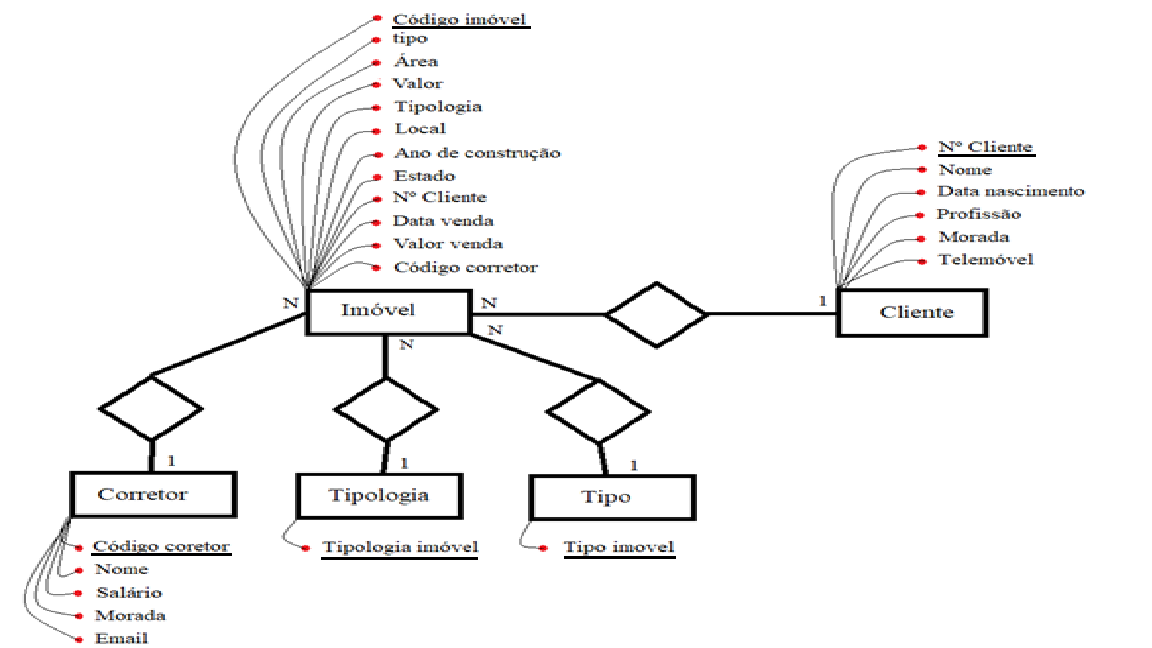 Código imóvel
tipo
Área
Valor
Tipologia
Local
Ano de construção
Estado
Nº Cliente
Data venda
Valor venda
Código corretor
Nº Cliente
Nome
Data nascimento
Profissão
Morada
Telemóvel
N Imóvel N
N
N
1
Cliente
1
Corretor
1
Tipologia
1
Tipo
Código coretor
Nome
Salário
Morada
Email
Tipologia imóvel
Tipo imovel